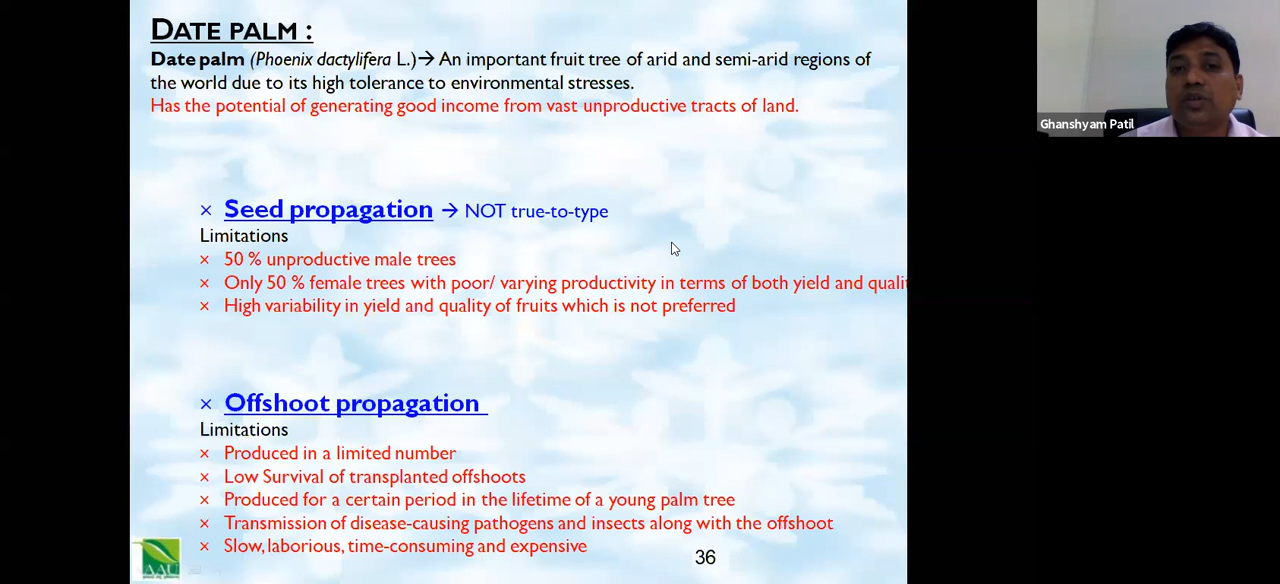 DATE PALM :
Date palm (Phoenix dactylifera L.)→ An important fruit tree of arid and semi-arid regions of
the world due to its high tolerance to environmental stresses.
Has the potential of generating good income from vast unproductive tracts of land.
× Seed propagation → NOT true-to-type
Limitations
× 50 % unproductive male trees
× Only 50 % female trees with poor/ varying productivity in terms of both yield and quali
× High variability in yield and quality of fruits which is not preferred
× Offshoot propagation
Limitations
× Produced in a limited number
× Low Survival of transplanted offshoots
× Produced for a certain period in the lifetime of a young palm tree
× Transmission of disease-causing pathogens and insects along with the offshoot
× Slow, laborious, time-consuming and expensive
36
AAU
Ghanshyam Patil